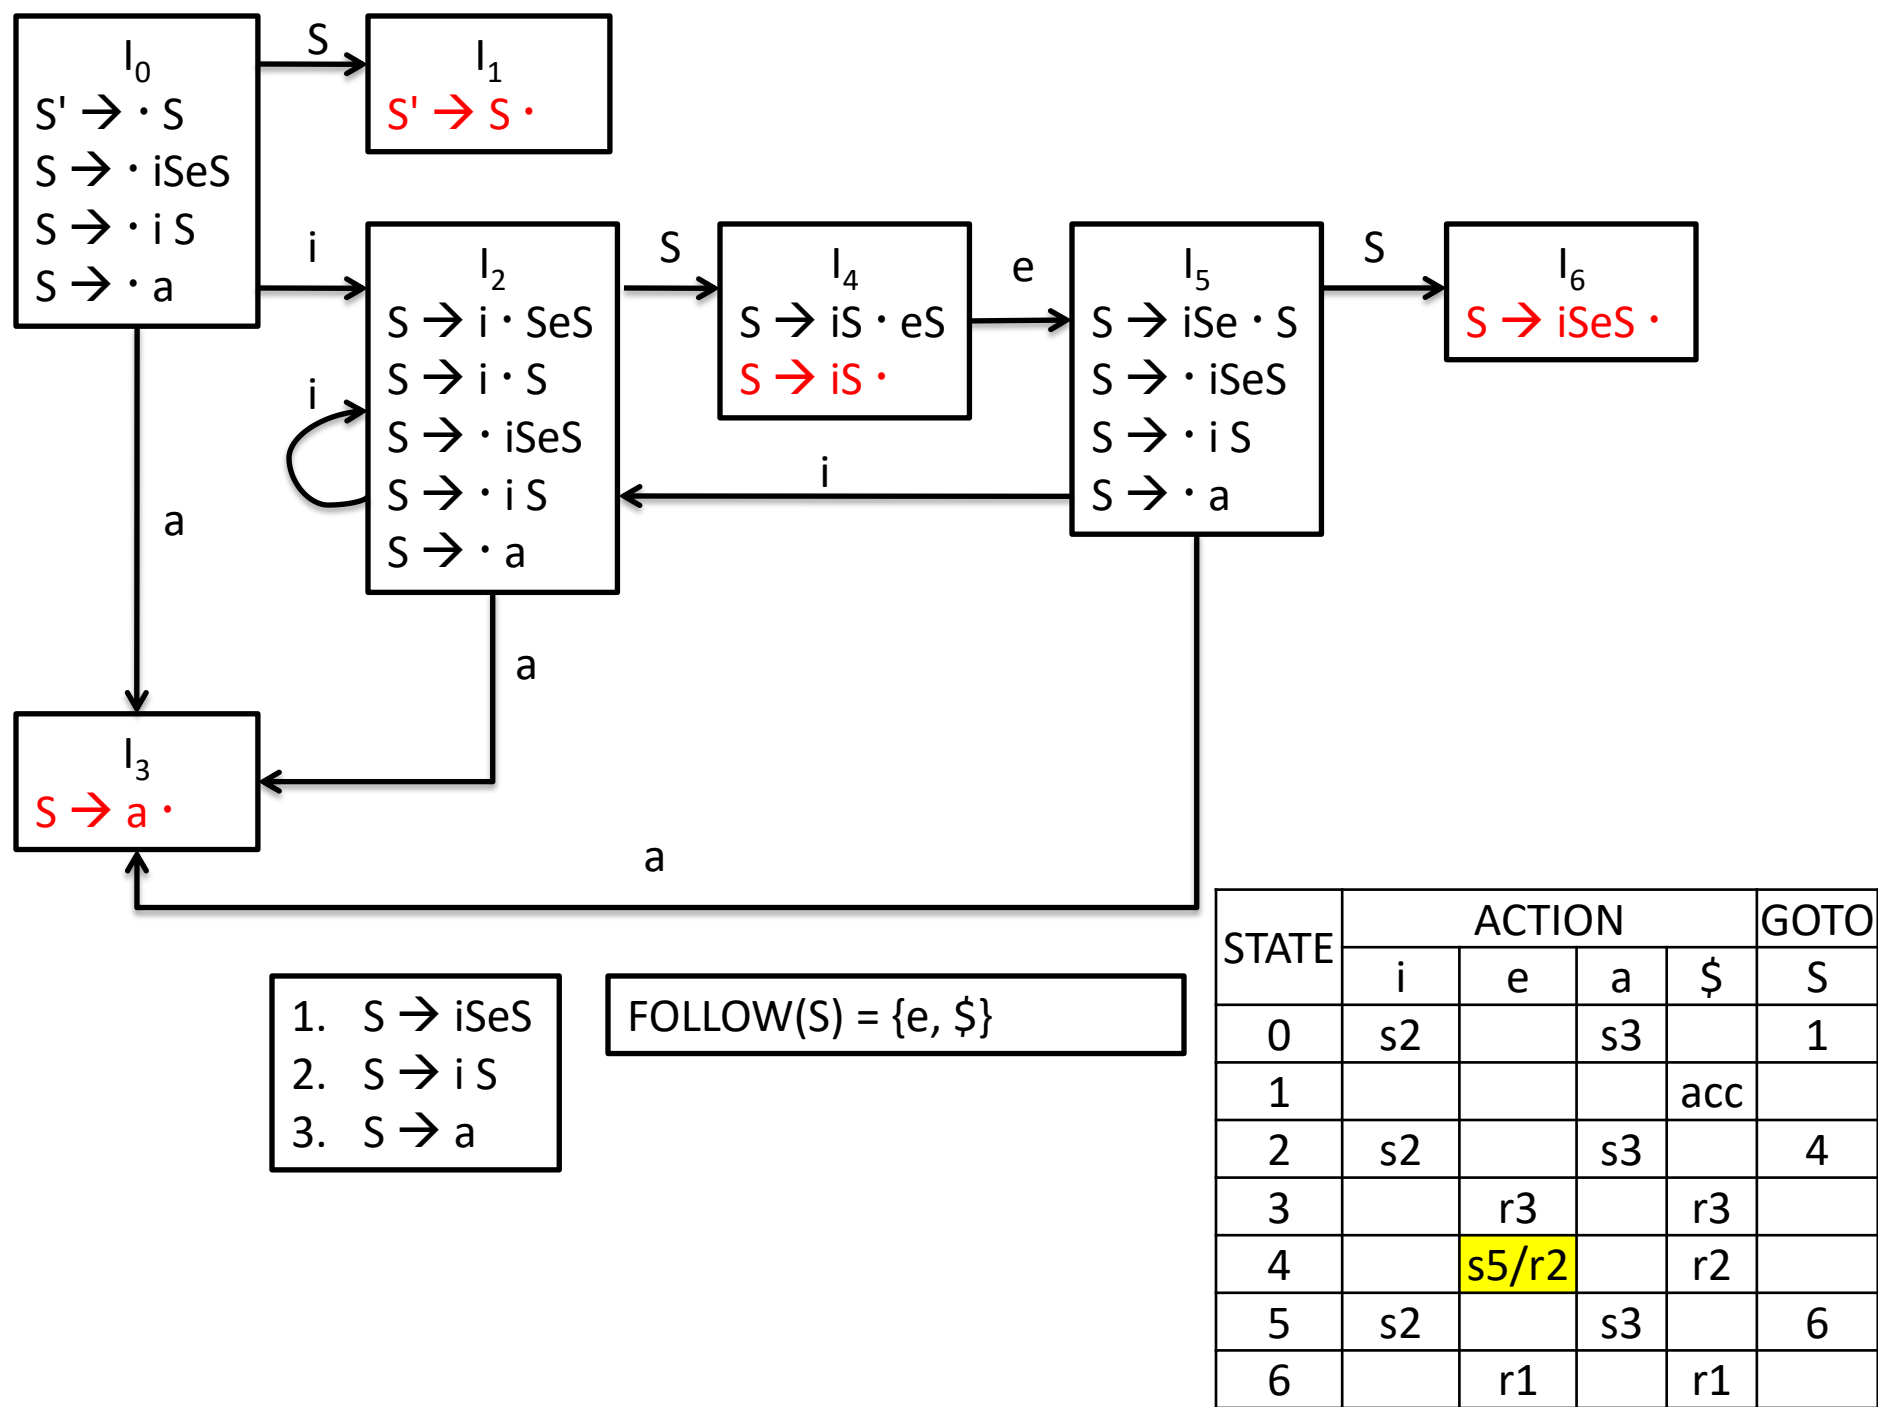 I0
S' → · S
S → · iSeS
S → · i S
S → · a
S
I1
S' → S ·
i
I2
S → i · SeS
S → i · S
S → · iSeS
S → · i S
S → · a
i
S
I4
S → iS · eS
S → iS ·
e
I5
S → iSe · S
S → · iSeS
S → · i S
S → · a
S
I6
S → iSeS ·
i
a
a
I3
S → a ·
a
1. S → iSeS
2. S → i S
3. S → a
FOLLOW(S) = {e, $}
STATE ACTION GOTO
i e a $ S
0 s2 s3 1
1 acc
2 s2 s3 4
3 r3 r3
4 s5/r2 r2
5 s2 s3 6
6 r1 r1